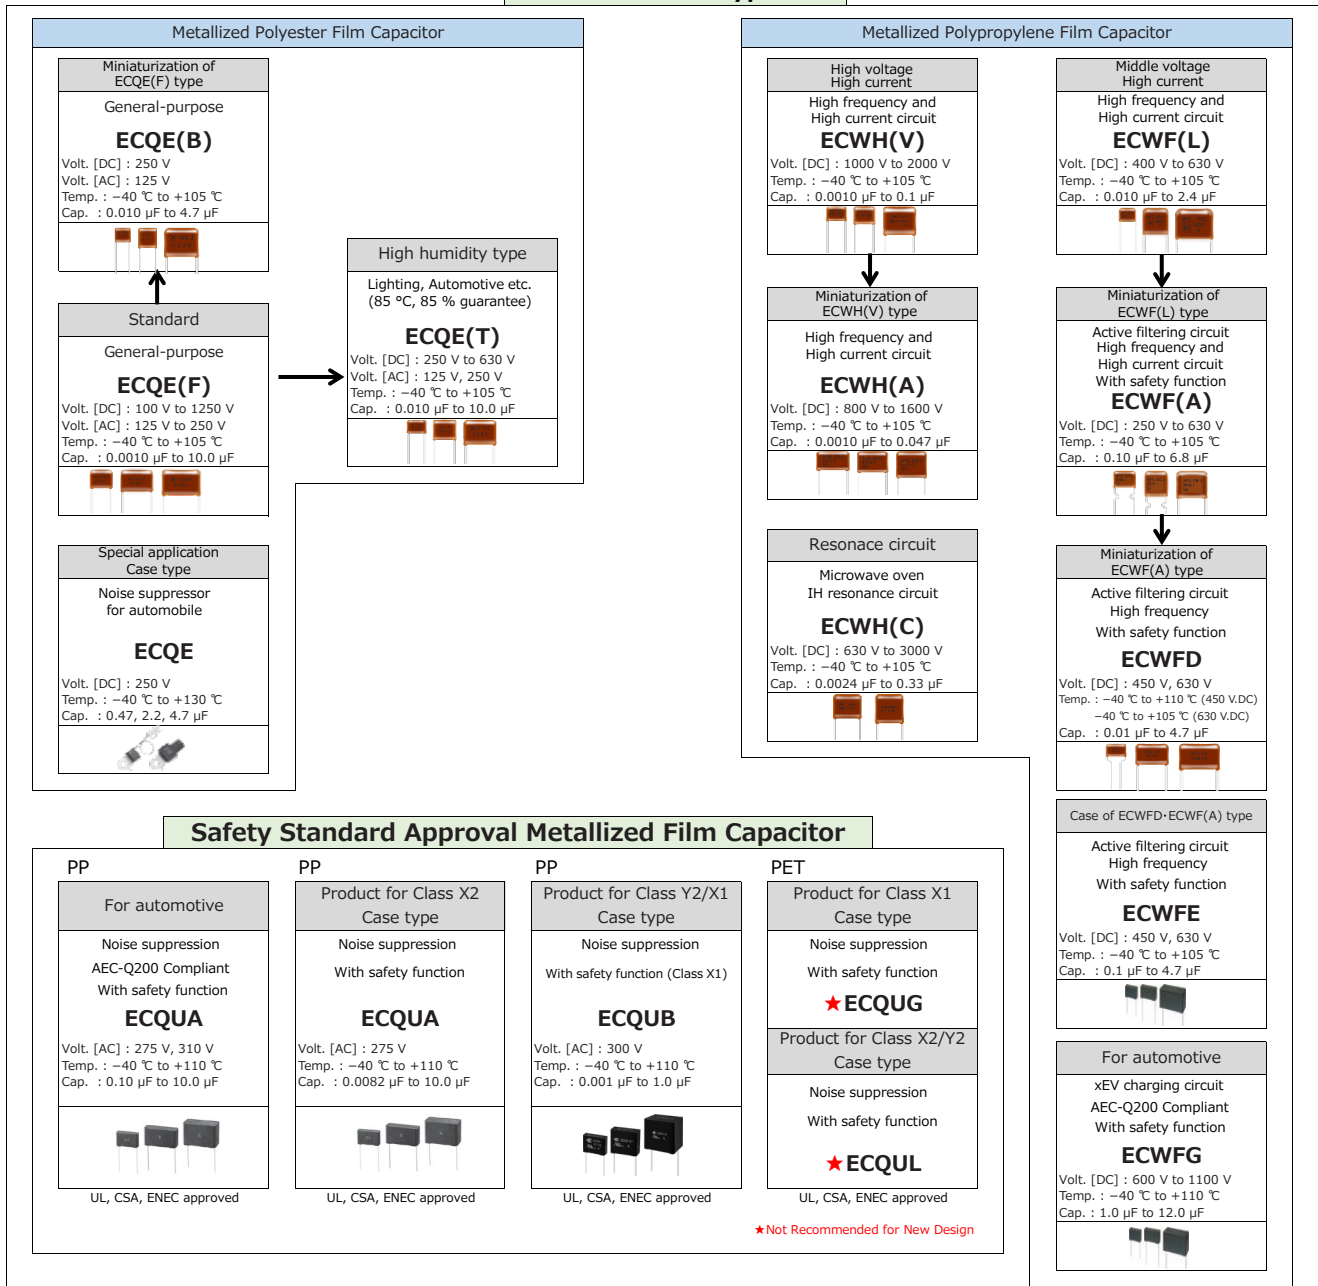 Metallized Polyester Film Capacitor
Miniaturization of
ECQE(F) type
General-purpose
ECQE(B)
Volt. [DC] : 250 V
Volt. [AC] : 125 V
Temp. : −40 ℃ to +105 ℃
Cap. : 0.010 μF to 4.7 μF
Standard
General-purpose
ECQE(F)
Volt. [DC] : 100 V to 1250 V
Volt. [AC] : 125 V to 250 V
Temp. : −40 ℃ to +105 ℃
Cap. : 0.0010 μF to 10.0 μF
High humidity type
Lighting, Automotive etc.
(85 °C, 85 % guarantee)
ECQE(T)
Volt. [DC] : 250 V to 630 V
Volt. [AC] : 125 V, 250 V
Temp. : −40 ℃ to +105 ℃
Cap. : 0.010 μF to 10.0 μF
Special application
Case type
Noise suppressor
for automobile
ECQE
Volt. [DC] : 250 V
Temp. : −40 ℃ to +130 ℃
Cap. : 0.47, 2.2, 4.7 μF
Metallized Polypropylene Film Capacitor
High voltage
High current
High frequency and
High current circuit
ECWH(V)
Volt. [DC] : 1000 V to 2000 V
Temp. : −40 ℃ to +105 ℃
Cap. : 0.0010 μF to 0.1 μF
Miniaturization of
ECWH(V) type
High frequency and
High current circuit
ECWH(A)
Volt. [DC] : 800 V to 1600 V
Temp. : −40 ℃ to +105 ℃
Cap. : 0.0010 μF to 0.047 μF
Resonace circuit
Microwave oven
IH resonance circuit
ECWH(C)
Volt. [DC] : 630 V to 3000 V
Temp. : −40 ℃ to +105 ℃
Cap. : 0.0024 μF to 0.33 μF
Middle voltage
High current
High frequency and
High current circuit
ECWF(L)
Volt. [DC] : 400 V to 630 V
Temp. : −40 ℃ to +105 ℃
Cap. : 0.010 μF to 2.4 μF
Miniaturization of
ECWF(L) type
Active filtering circuit
High frequency and
High current circuit
With safety function
ECWF(A)
Volt. [DC] : 250 V to 630 V
Temp. : −40 ℃ to +105 ℃
Cap. : 0.10 μF to 6.8 μF
Miniaturization of
ECWF(A) type
Active filtering circuit
High frequency
With safety function
ECWFD
Volt. [DC] : 450 V, 630 V
Temp. : −40 ℃ to +110 ℃ (450 V.DC)
−40 ℃ to +105 ℃ (630 V.DC)
Cap. : 0.01 μF to 4.7 μF
Case of ECWFD・ECWF(A) type
Active filtering circuit
High frequency
With safety function
ECWFE
Volt. [DC] : 450 V, 630 V
Temp. : −40 ℃ to +105 ℃
Cap. : 0.1 μF to 4.7 μF
For automotive
xEV charging circuit
AEC-Q200 Compliant
With safety function
ECWFG
Volt. [DC] : 600 V to 1100 V
Temp. : −40 ℃ to +110 ℃
Cap. : 1.0 μF to 12.0 μF
Safety Standard Approval Metallized Film Capacitor
PP
For automotive
Noise suppression
AEC-Q200 Compliant
With safety function
ECQUA
Volt. [AC] : 275 V, 310 V
Temp. : −40 ℃ to +110 ℃
Cap. : 0.10 μF to 10.0 μF
UL, CSA, ENEC approved
PP
Product for Class X2
Case type
Noise suppression
With safety function
ECQUA
Volt. [AC] : 275 V
Temp. : −40 ℃ to +110 ℃
Cap. : 0.0082 μF to 10.0 μF
UL, CSA, ENEC approved
PP
Product for Class Y2/X1
Case type
Noise suppression
With safety function (Class X1)
ECQUB
Volt. [AC] : 300 V
Temp. : −40 ℃ to +110 ℃
Cap. : 0.001 μF to 1.0 μF
UL, CSA, ENEC approved
PET
Product for Class X1
Case type
Noise suppression
With safety function
★ECQUG
Product for Class X2/Y2
Case type
Noise suppression
With safety function
★ECQUL
UL, CSA, ENEC approved
★Not Recommended for New Design